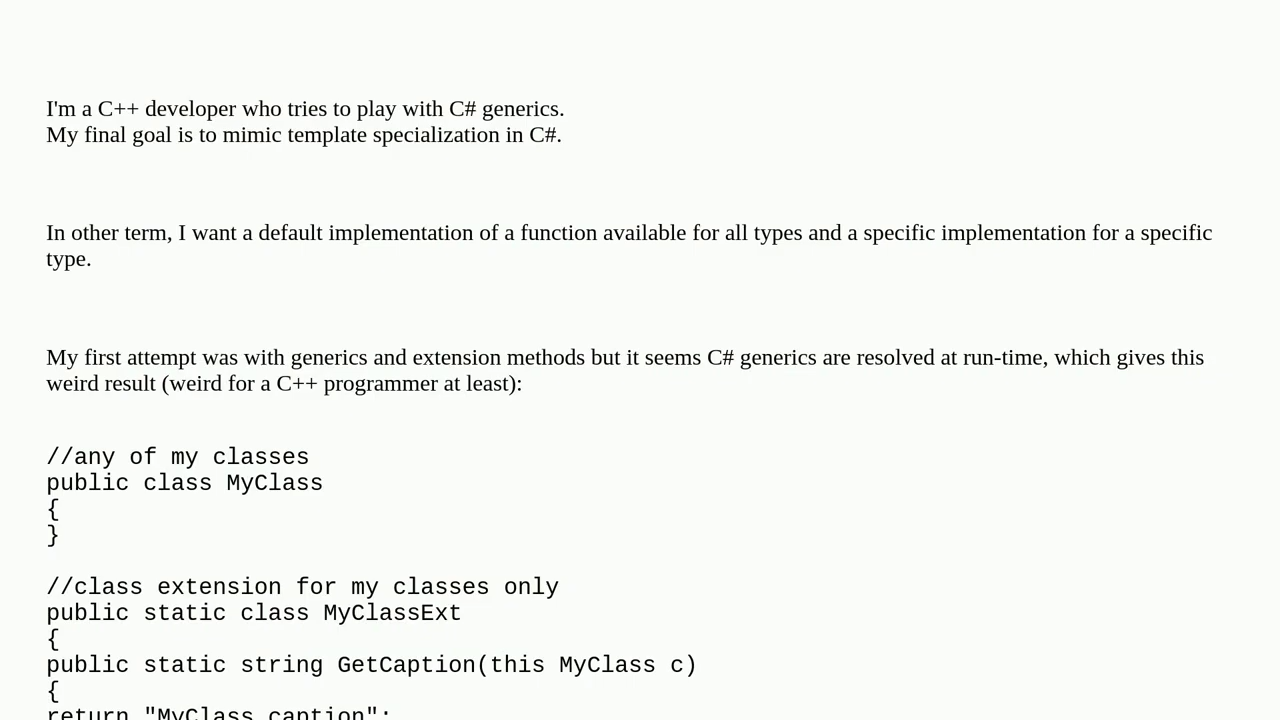 I'm a C++ developer who tries to play with C# generics.
My final goal is to mimic template specialization in C#.
In other term, I want a default implementation of a function available for all types and a specific implementation for a specific
type.
My first attempt was with generics and extension methods but it seems C# generics are resolved at run-time, which gives this
weird result (weird for a C++ programmer at least):
//any of my classes
public class MyClass
{
}
//class extension for my classes only
public static class MyClassExt
{
public static string GetCaption(this MyClass c)
{
return "MyClass caption";